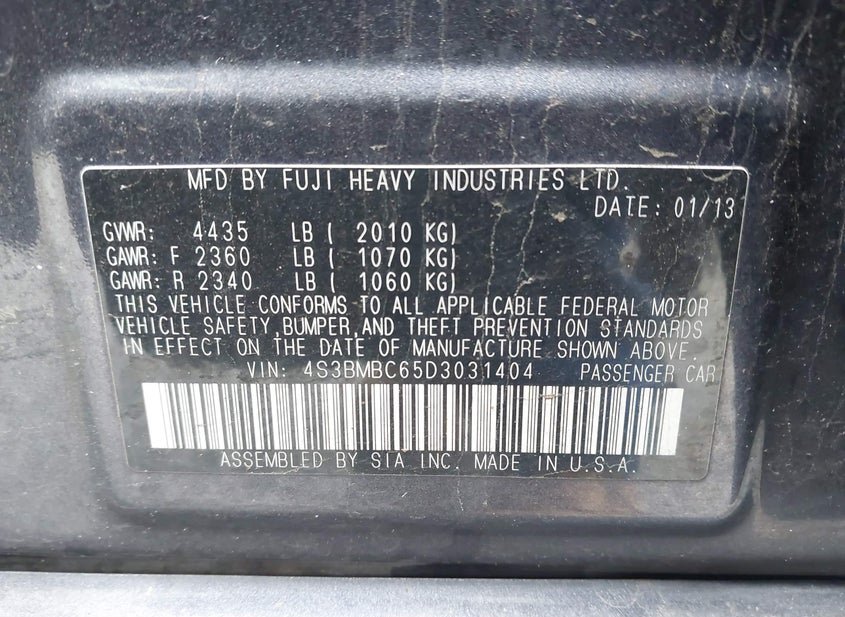 MFD BY FUJI HEAVY INDUSTRIES LTD.
DATE: 01/13
GVWR: 4435 LB ( 2010 KG)
GAWR: F 2360 LB ( 1070 KG)
GAWR: R 2340 LB ( 1060 KG)
THIS VEHICLE CONFORMS TO ALL APPLICABLE FEDERAL MOTOR
VEHICLE SAFETY,BUMPER,AND THEFT PREVENTION STANDARDS
IN EFFECT ON THE DATE OF MANUFACTURE SHOWN ABOVE.
VIN: 4S3BMBC65D3031404 PASSENGER CAR
ASSEMBLED BY SIA INC. MADE IN U.S.A.